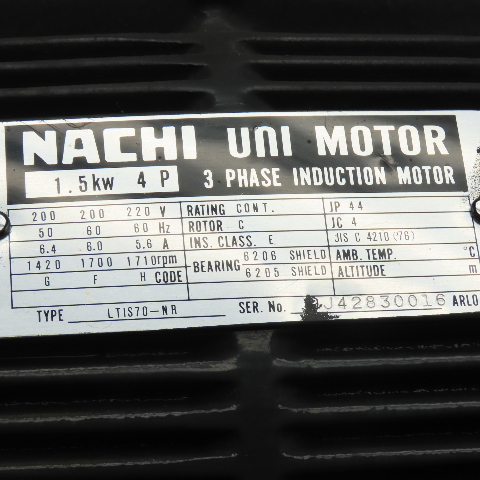 NACHI UNI MOTOR
1.5kw 4 P 3 PHASE INDUCTION MOTOR
200 200 220 V RATING CONT. JP 44
50 60 60 Hz ROTOR C JC 4
6.4 6.0 5.6 A INS. CLASS. E JIS C 4210(76)
1420 1700 1710rpm BEARING 6206 SHIELD AMB. TEMP. °C
G F H CODE 6205 SHIELD ALTITUDE m
TYPE LTIS70-NR SER. No. J42830016 ARLO